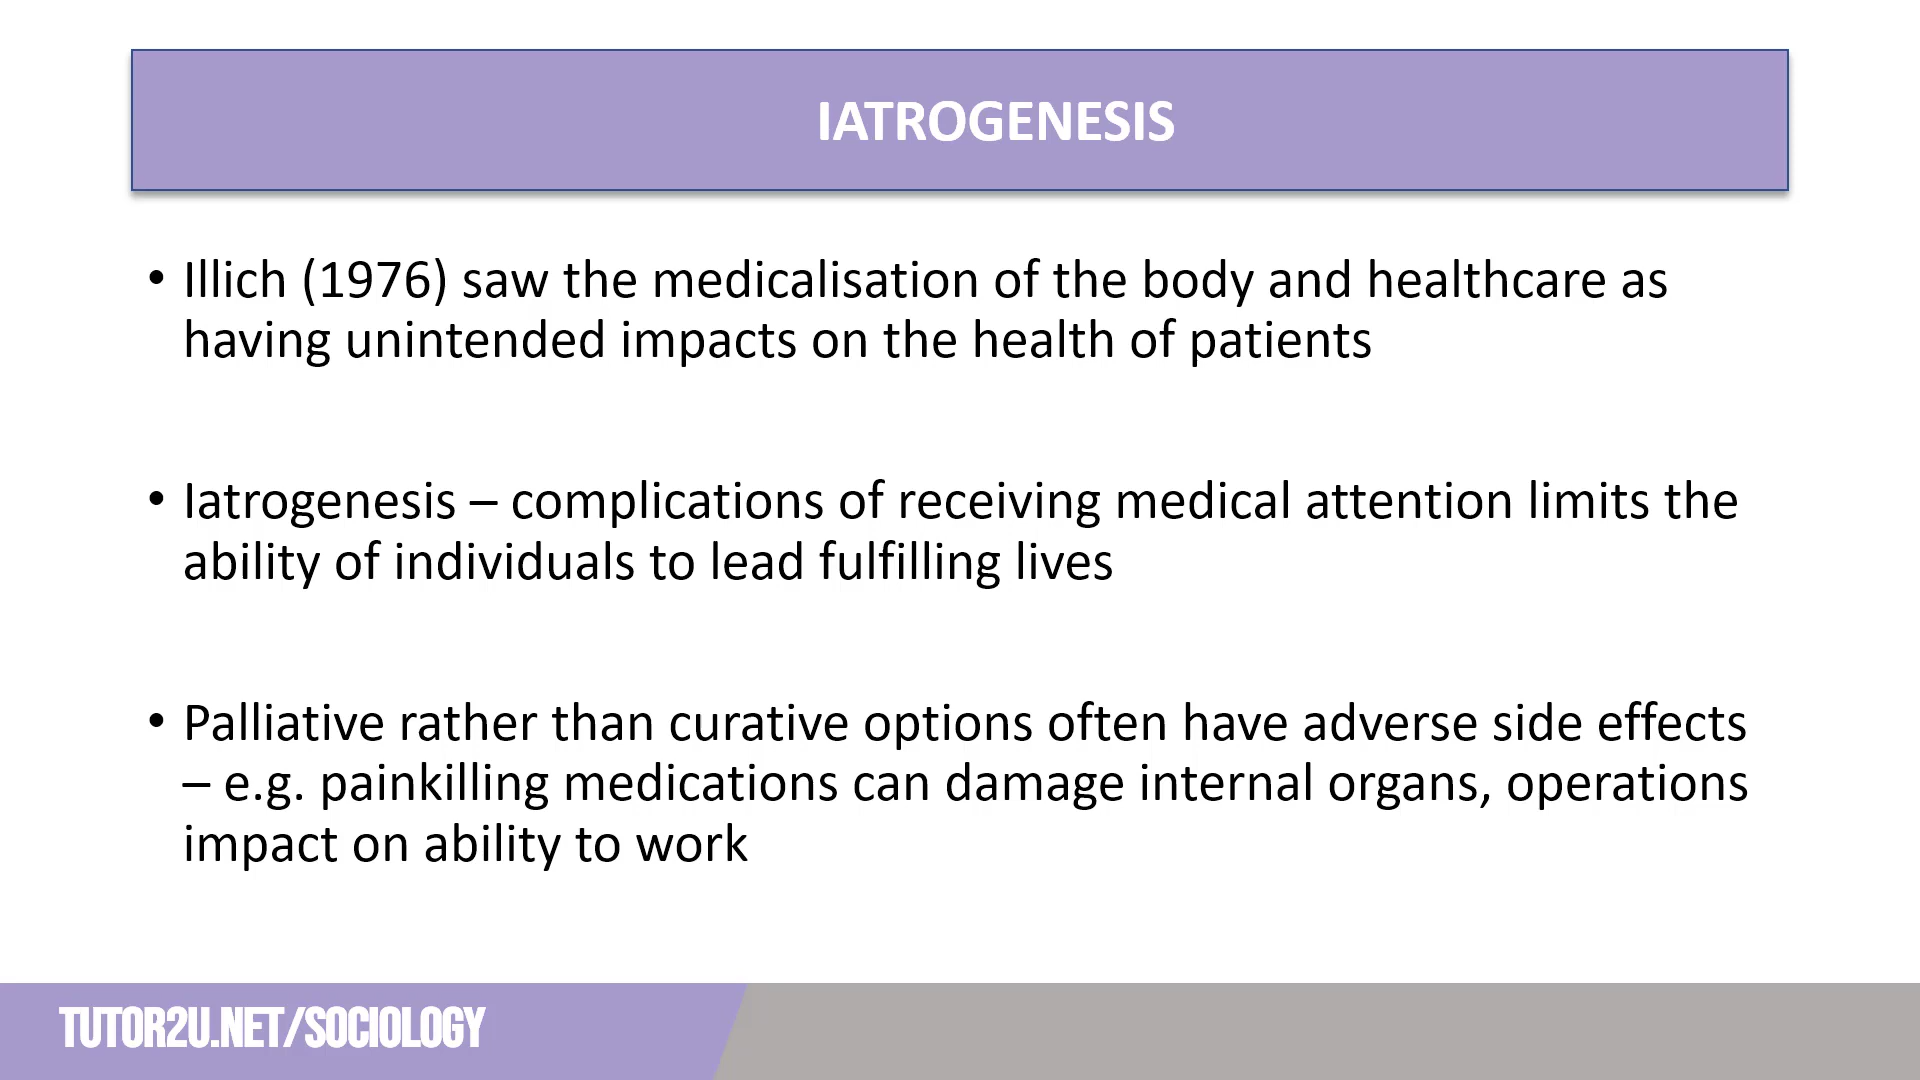 IATROGENESIS
• Illich (1976) saw the medicalisation of the body and healthcare as
having unintended impacts on the health of patients
• Iatrogenesis – complications of receiving medical attention limits the
ability of individuals to lead fulfilling lives
• Palliative rather than curative options often have adverse side effects
– e.g. painkilling medications can damage internal organs, operations
impact on ability to work
TUTOR2U.NET/SOCIOLOGY